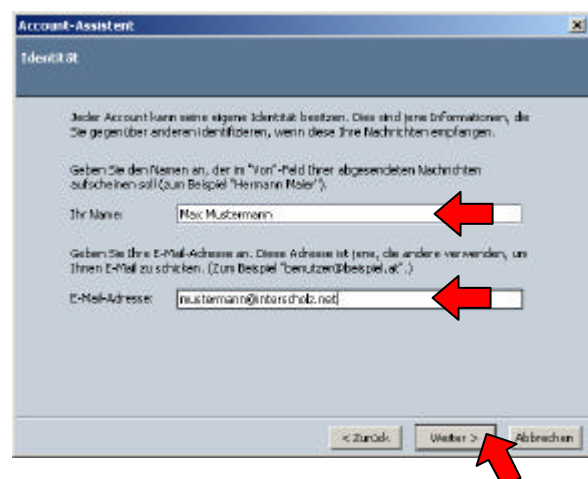 Account-Assistent
Identität
Jeder Account kann seine eigene Identität besitzen. Dies sind jene Informationen, die
Sie gegenüber anderen identifizieren, wenn diese Ihre Nachrichten empfangen.
Geben Sie den Namen an, der im "Von"-Feld Ihrer abgesendeten Nachrichten
aufscheinen soll (zum Beispiel "Hermann Maier").
Ihr Name: Max Mustermann
Geben Sie Ihre E-Mail-Adresse an. Diese Adresse ist jene, die andere verwenden, um
Ihnen E-Mail zu schicken. (Zum Beispiel "benutzer@beispiel.at".)
E-Mail-Adresse: mustermann@interscholz.net
< Zurück Weiter > Abbrechen